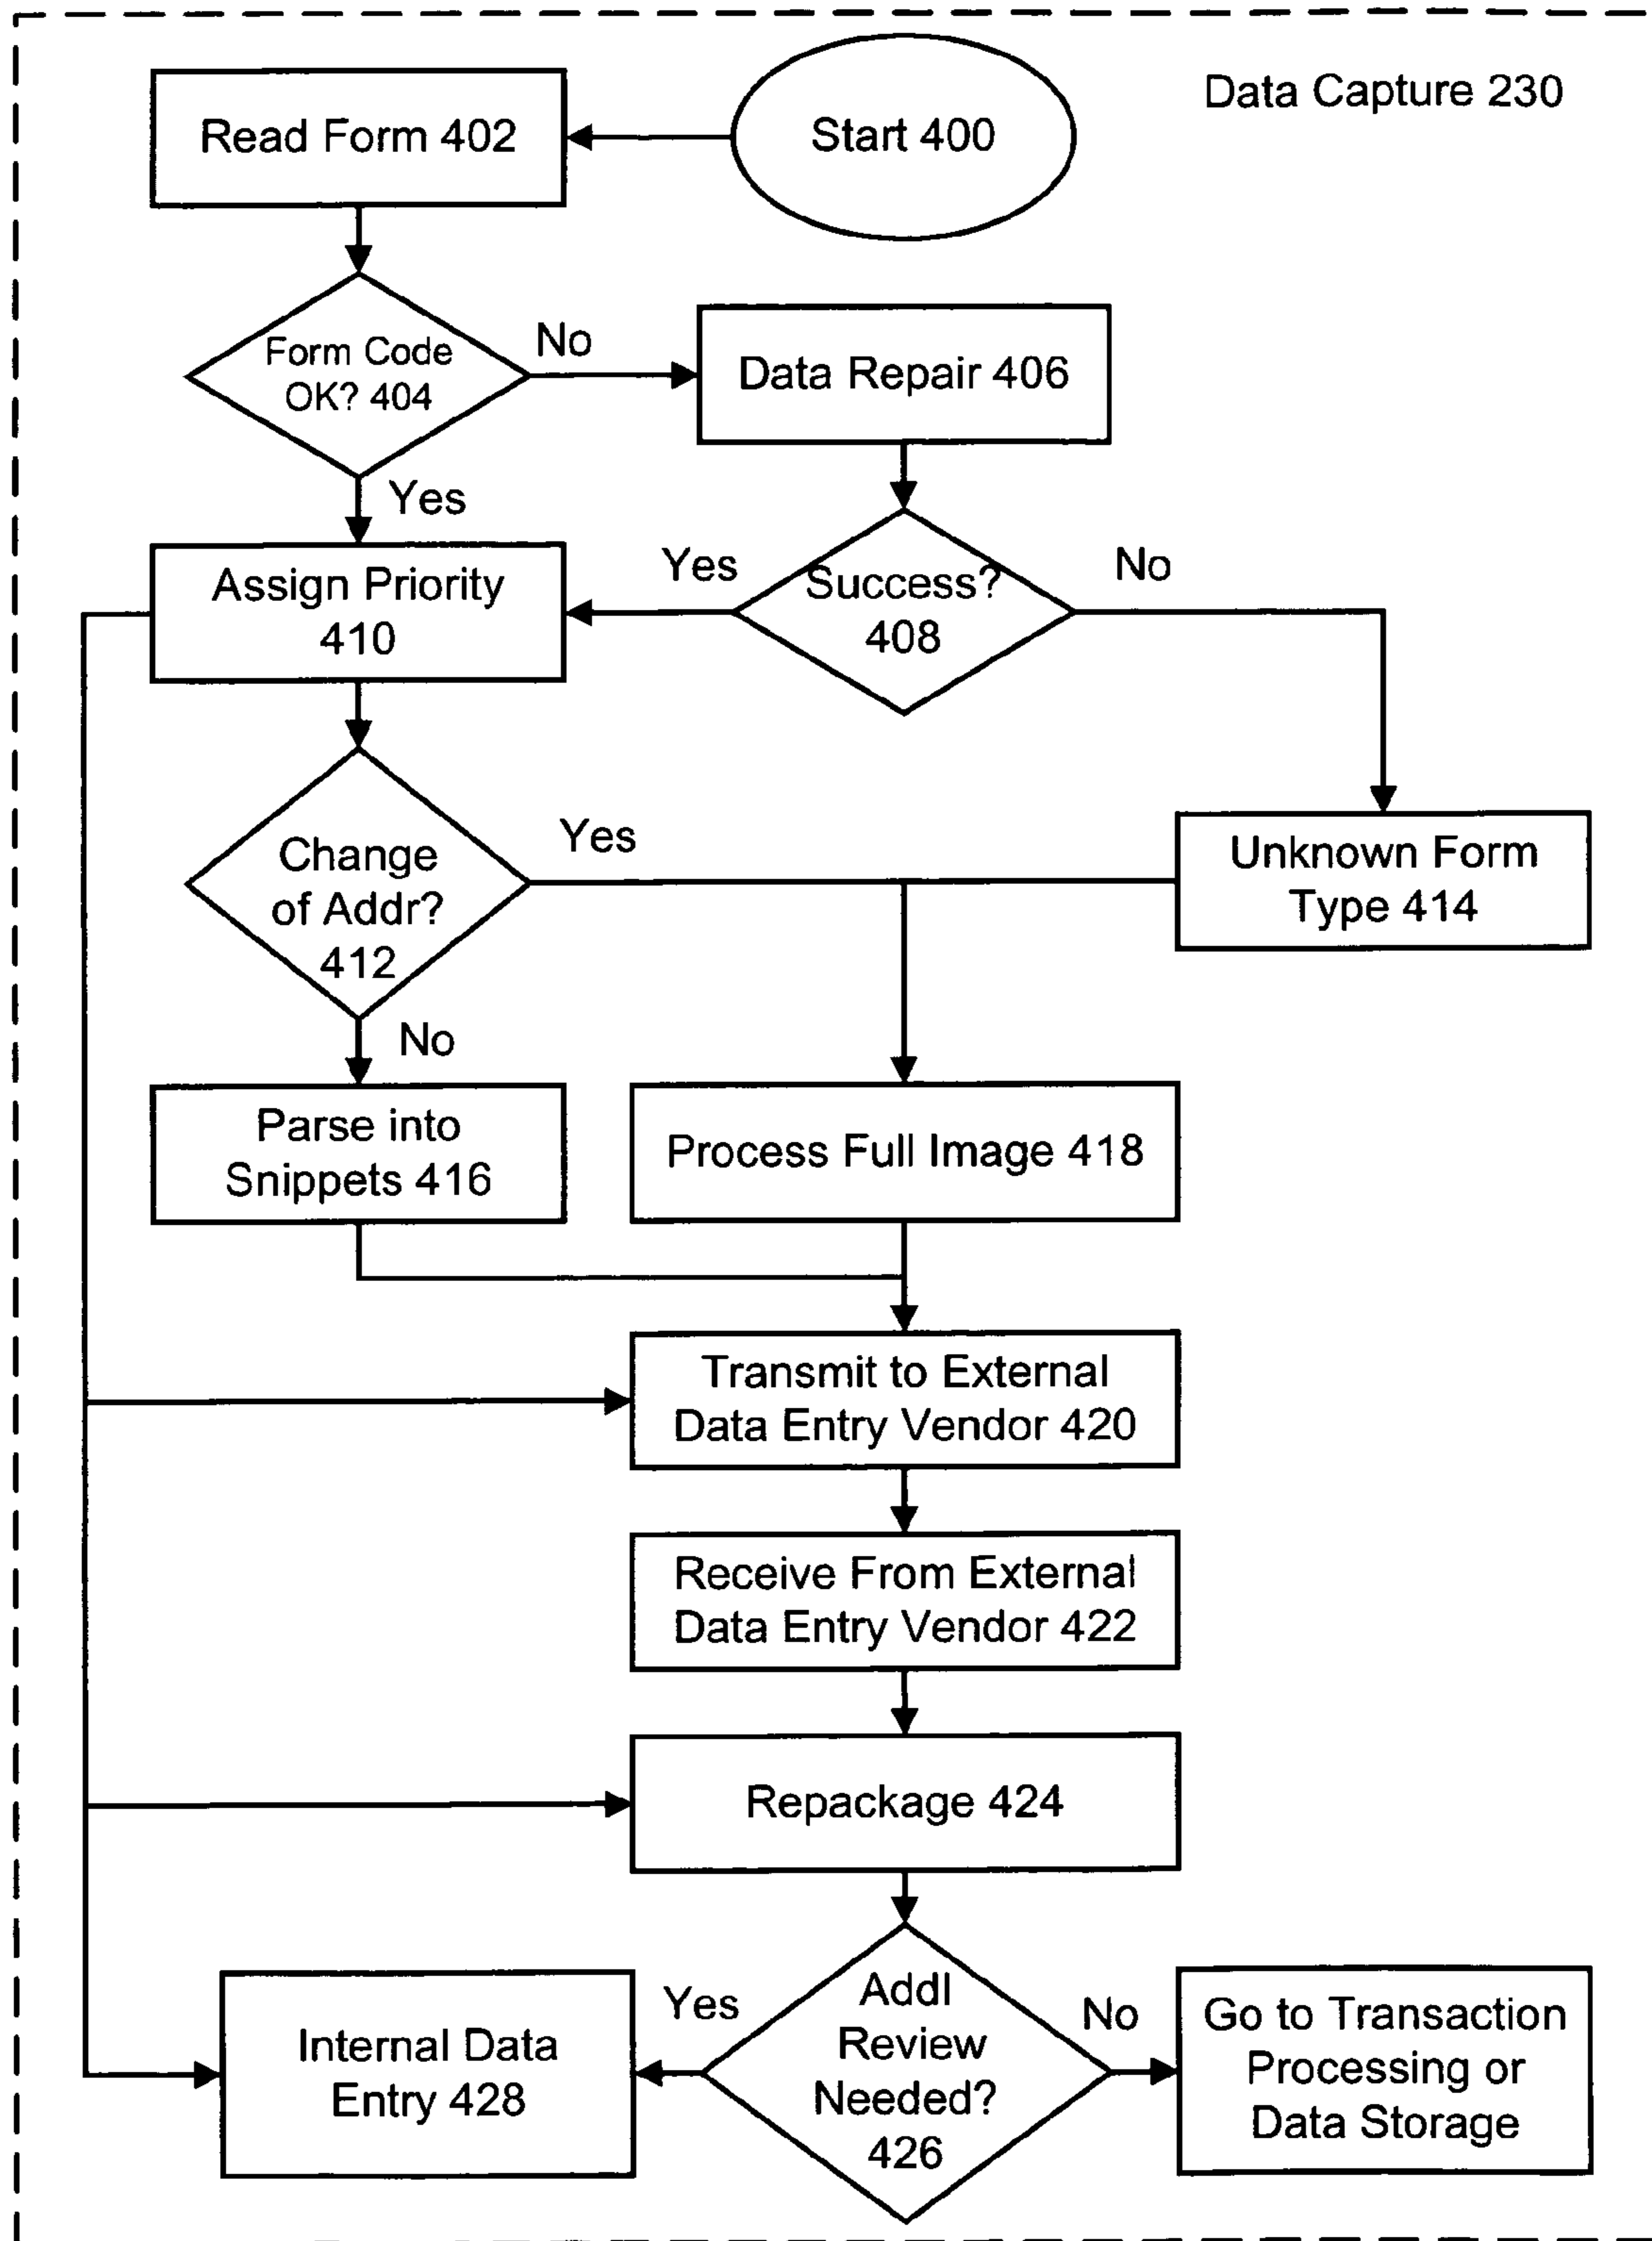 Data Capture 230
Start 400
Read Form 402
Form Code
OK? 404
No
Data Repair 406
Yes
Assign Priority
410
Yes
Success?
408
No
Change
of Addr?
412
Yes
Unknown Form
Type 414
No
Parse into
Snippets 416
Process Full Image 418
Transmit to External
Data Entry Vendor 420
Receive From External
Data Entry Vendor 422
Repackage 424
Internal Data
Entry 428
Yes
Addl
Review
Needed?
426
No
Go to Transaction
Processing or
Data Storage